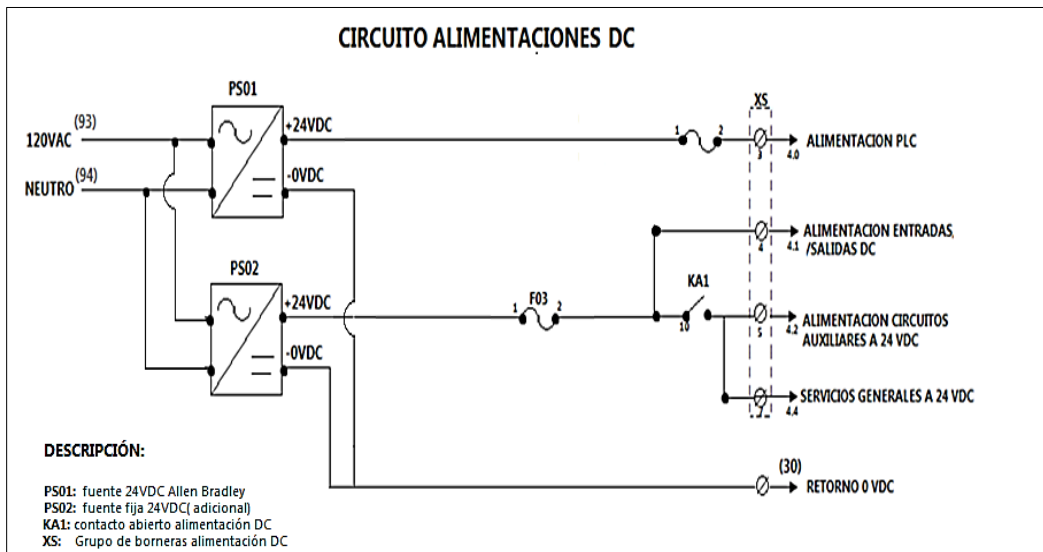 CIRCUITO ALIMENTACIONES DC
PS01
XS
120VAC (93)
+24VDC
1 2
3
4.0
ALIMENTACION PLC
NEUTRO (94)
-0VDC
4
4.1
ALIMENTACION ENTRADAS,
/SALIDAS DC
PS02
+24VDC
F03
1 2
KA1
10
5
4.2
ALIMENTACION CIRCUITOS
AUXILIARES A 24 VDC
-0VDC
4.4
SERVICIOS GENERALES A 24 VDC
(30)
RETORNO 0 VDC
DESCRIPCIÓN:
PS01: fuente 24VDC Allen Bradley
PS02: fuente fija 24VDC( adicional)
KA1: contacto abierto alimentación DC
XS: Grupo de borneras alimentación DC